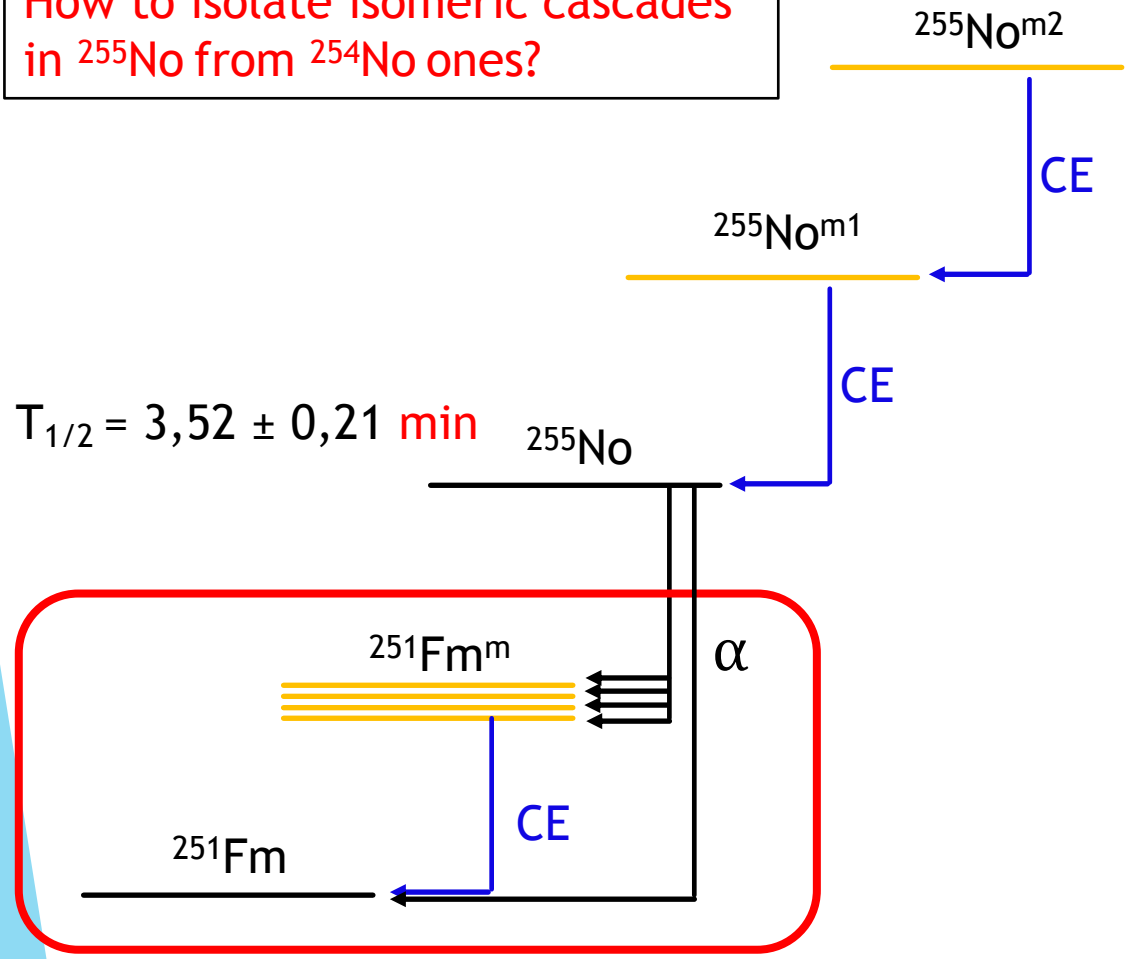 How to isolate isomeric cascades
in ²⁵⁵No from ²⁵⁴No ones?
²⁵⁵Noᵐ²
CE
²⁵⁵Noᵐ¹
CE
T₁/₂ = 3,52 ± 0,21 min
²⁵⁵No
²⁵¹Fmᵐ
α
CE
²⁵¹Fm